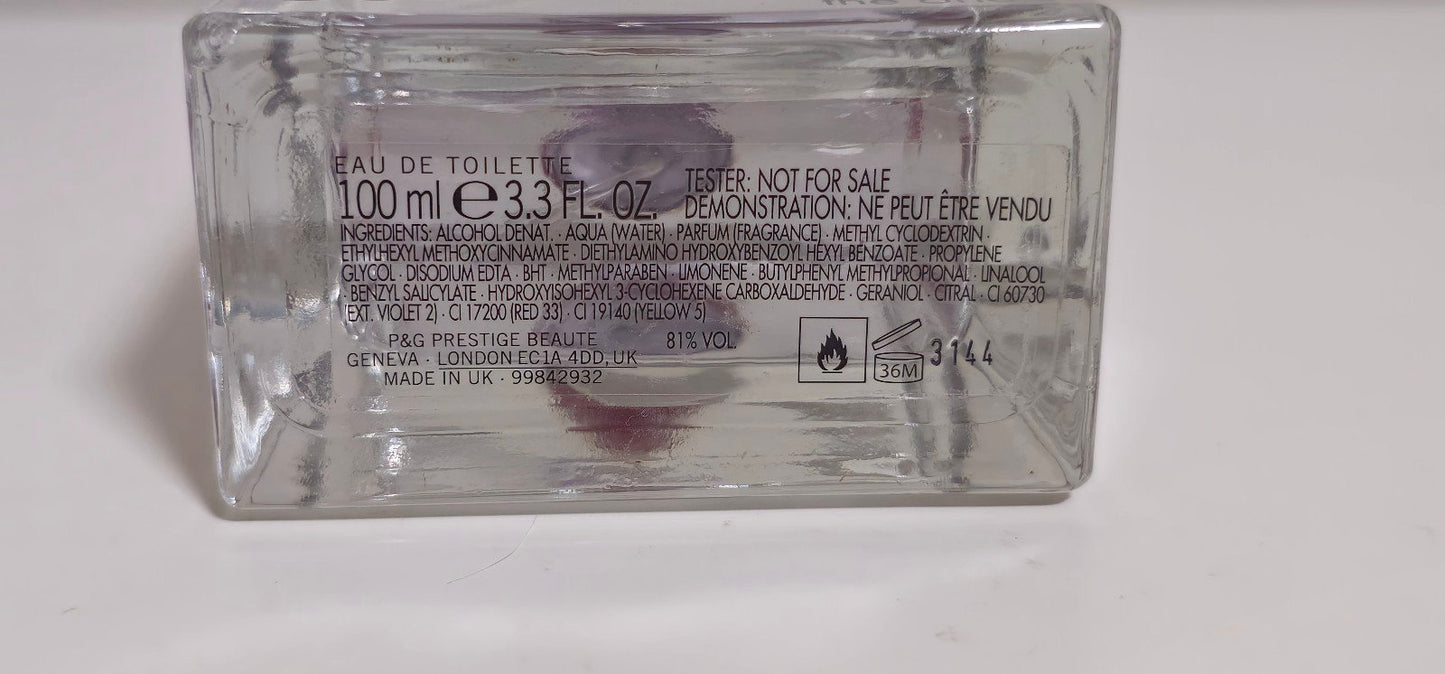 EAU DE TOILETTE
100 ml e 3.3 FL. OZ.
TESTER: NOT FOR SALE
DEMONSTRATION: NE PEUT ÊTRE VENDU
INGREDIENTS: ALCOHOL DENAT. · AQUA (WATER) · PARFUM (FRAGRANCE) · METHYL CYCLODEXTRIN ·
ETHYLHEXYL METHOXYCINNAMATE · DIETHYLAMINO HYDROXYBENZOYL HEXYL BENZOATE · PROPYLENE
GLYCOL · DISODIUM EDTA · BHT · METHYLPARABEN · LIMONENE · BUTYLPHENYL METHYLPROPIONAL · LINALOOL
· BENZYL SALICYLATE · HYDROXYISOHEXYL 3-CYCLOHEXENE CARBOXALDEHYDE · GERANIOL · CITRAL · CI 60730
(EXT. VIOLET 2) · CI 17200 (RED 33) · CI 19140 (YELLOW 5)
P&G PRESTIGE BEAUTE
GENEVA · LONDON EC1A 4DD, UK
MADE IN UK · 99842932
81% VOL.
36M
3144